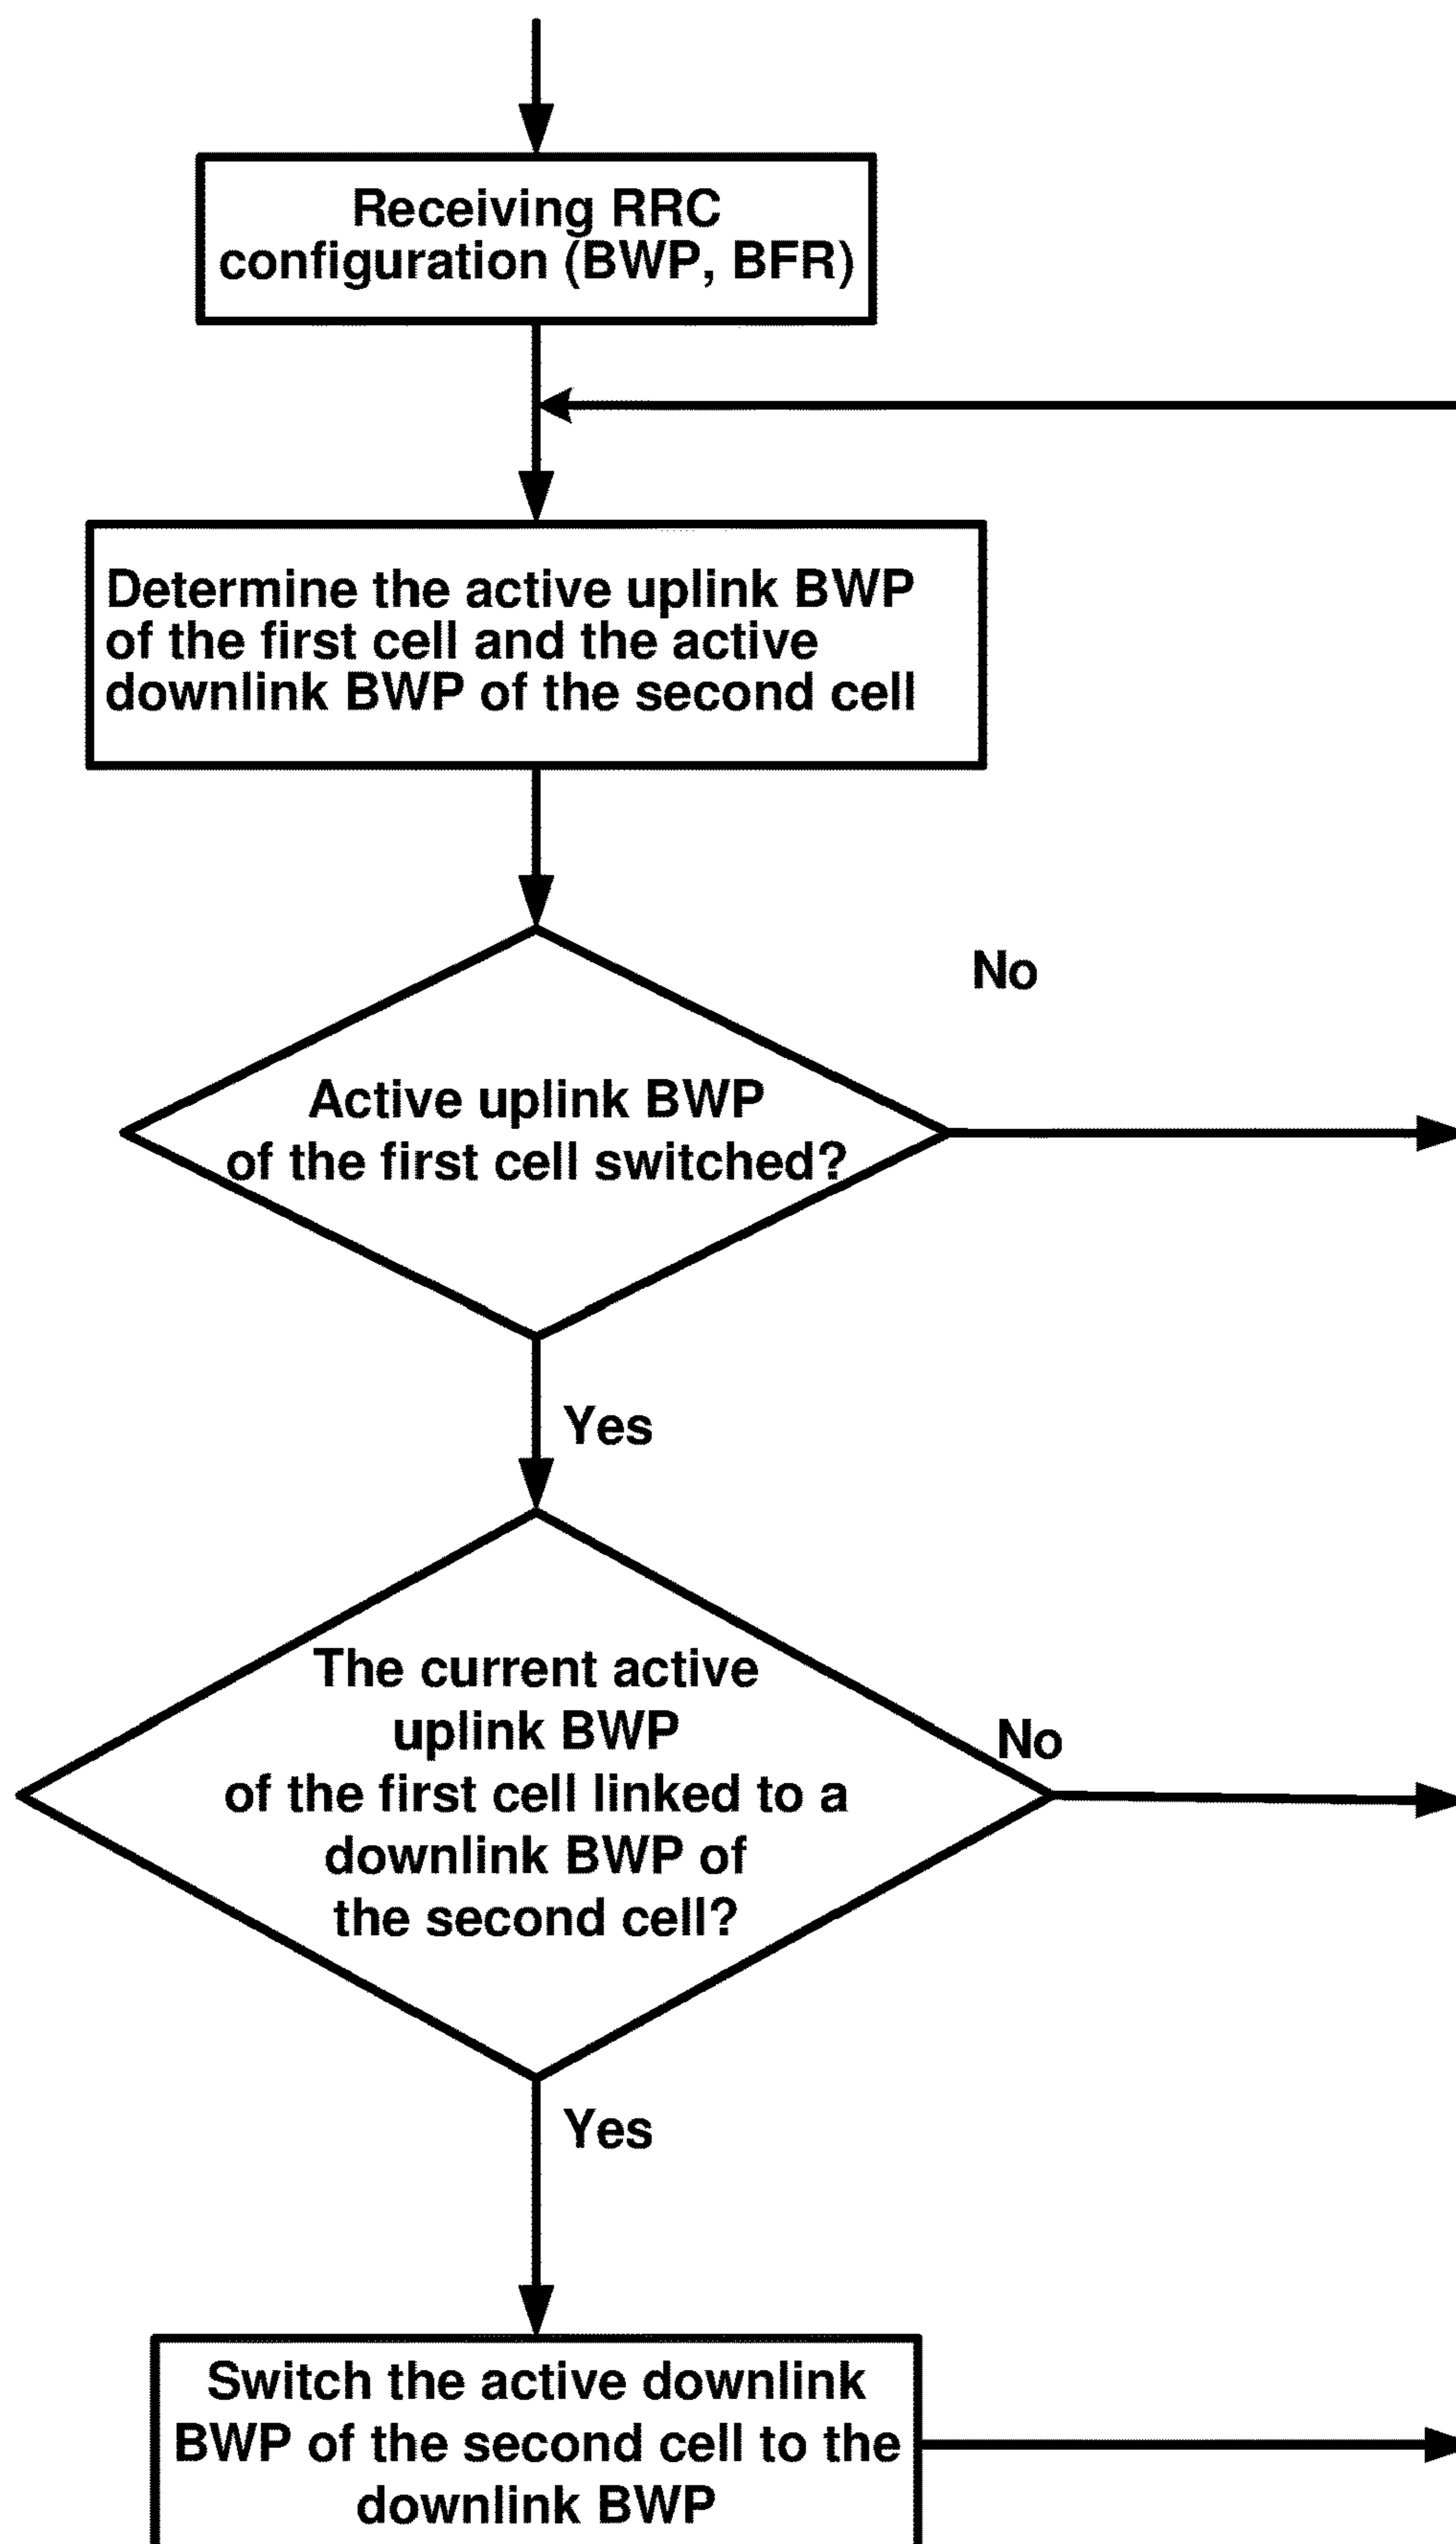 Receiving RRC
configuration (BWP, BFR)
Determine the active uplink BWP
of the first cell and the active
downlink BWP of the second cell
No
Active uplink BWP
of the first cell switched?
Yes
The current active
uplink BWP
No
of the first cell linked to a
downlink BWP of
the second cell?
Yes
Switch the active downlink
BWP of the second cell to the
downlink BWP